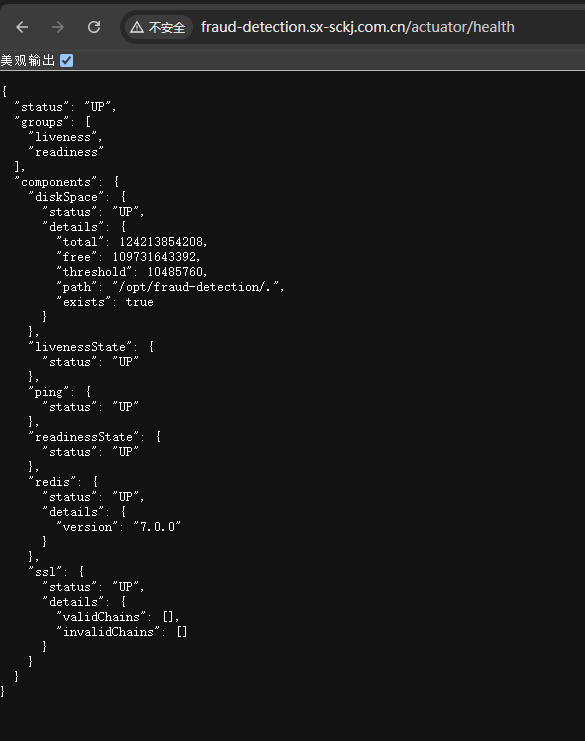 不安全 fraud-detection.sx-sckj.com.cn/actuator/health
美观输出
{
  "status": "UP",
  "groups": [
    "liveness",
    "readiness"
  ],
  "components": {
    "diskSpace": {
      "status": "UP",
      "details": {
        "total": 124213854208,
        "free": 109731643392,
        "threshold": 10485760,
        "path": "/opt/fraud-detection/.",
        "exists": true
      }
    },
    "livenessState": {
      "status": "UP"
    },
    "ping": {
      "status": "UP"
    },
    "readinessState": {
      "status": "UP"
    },
    "redis": {
      "status": "UP",
      "details": {
        "version": "7.0.0"
      }
    },
    "ssl": {
      "status": "UP",
      "details": {
        "validChains": [],
        "invalidChains": []
      }
    }
  }
}